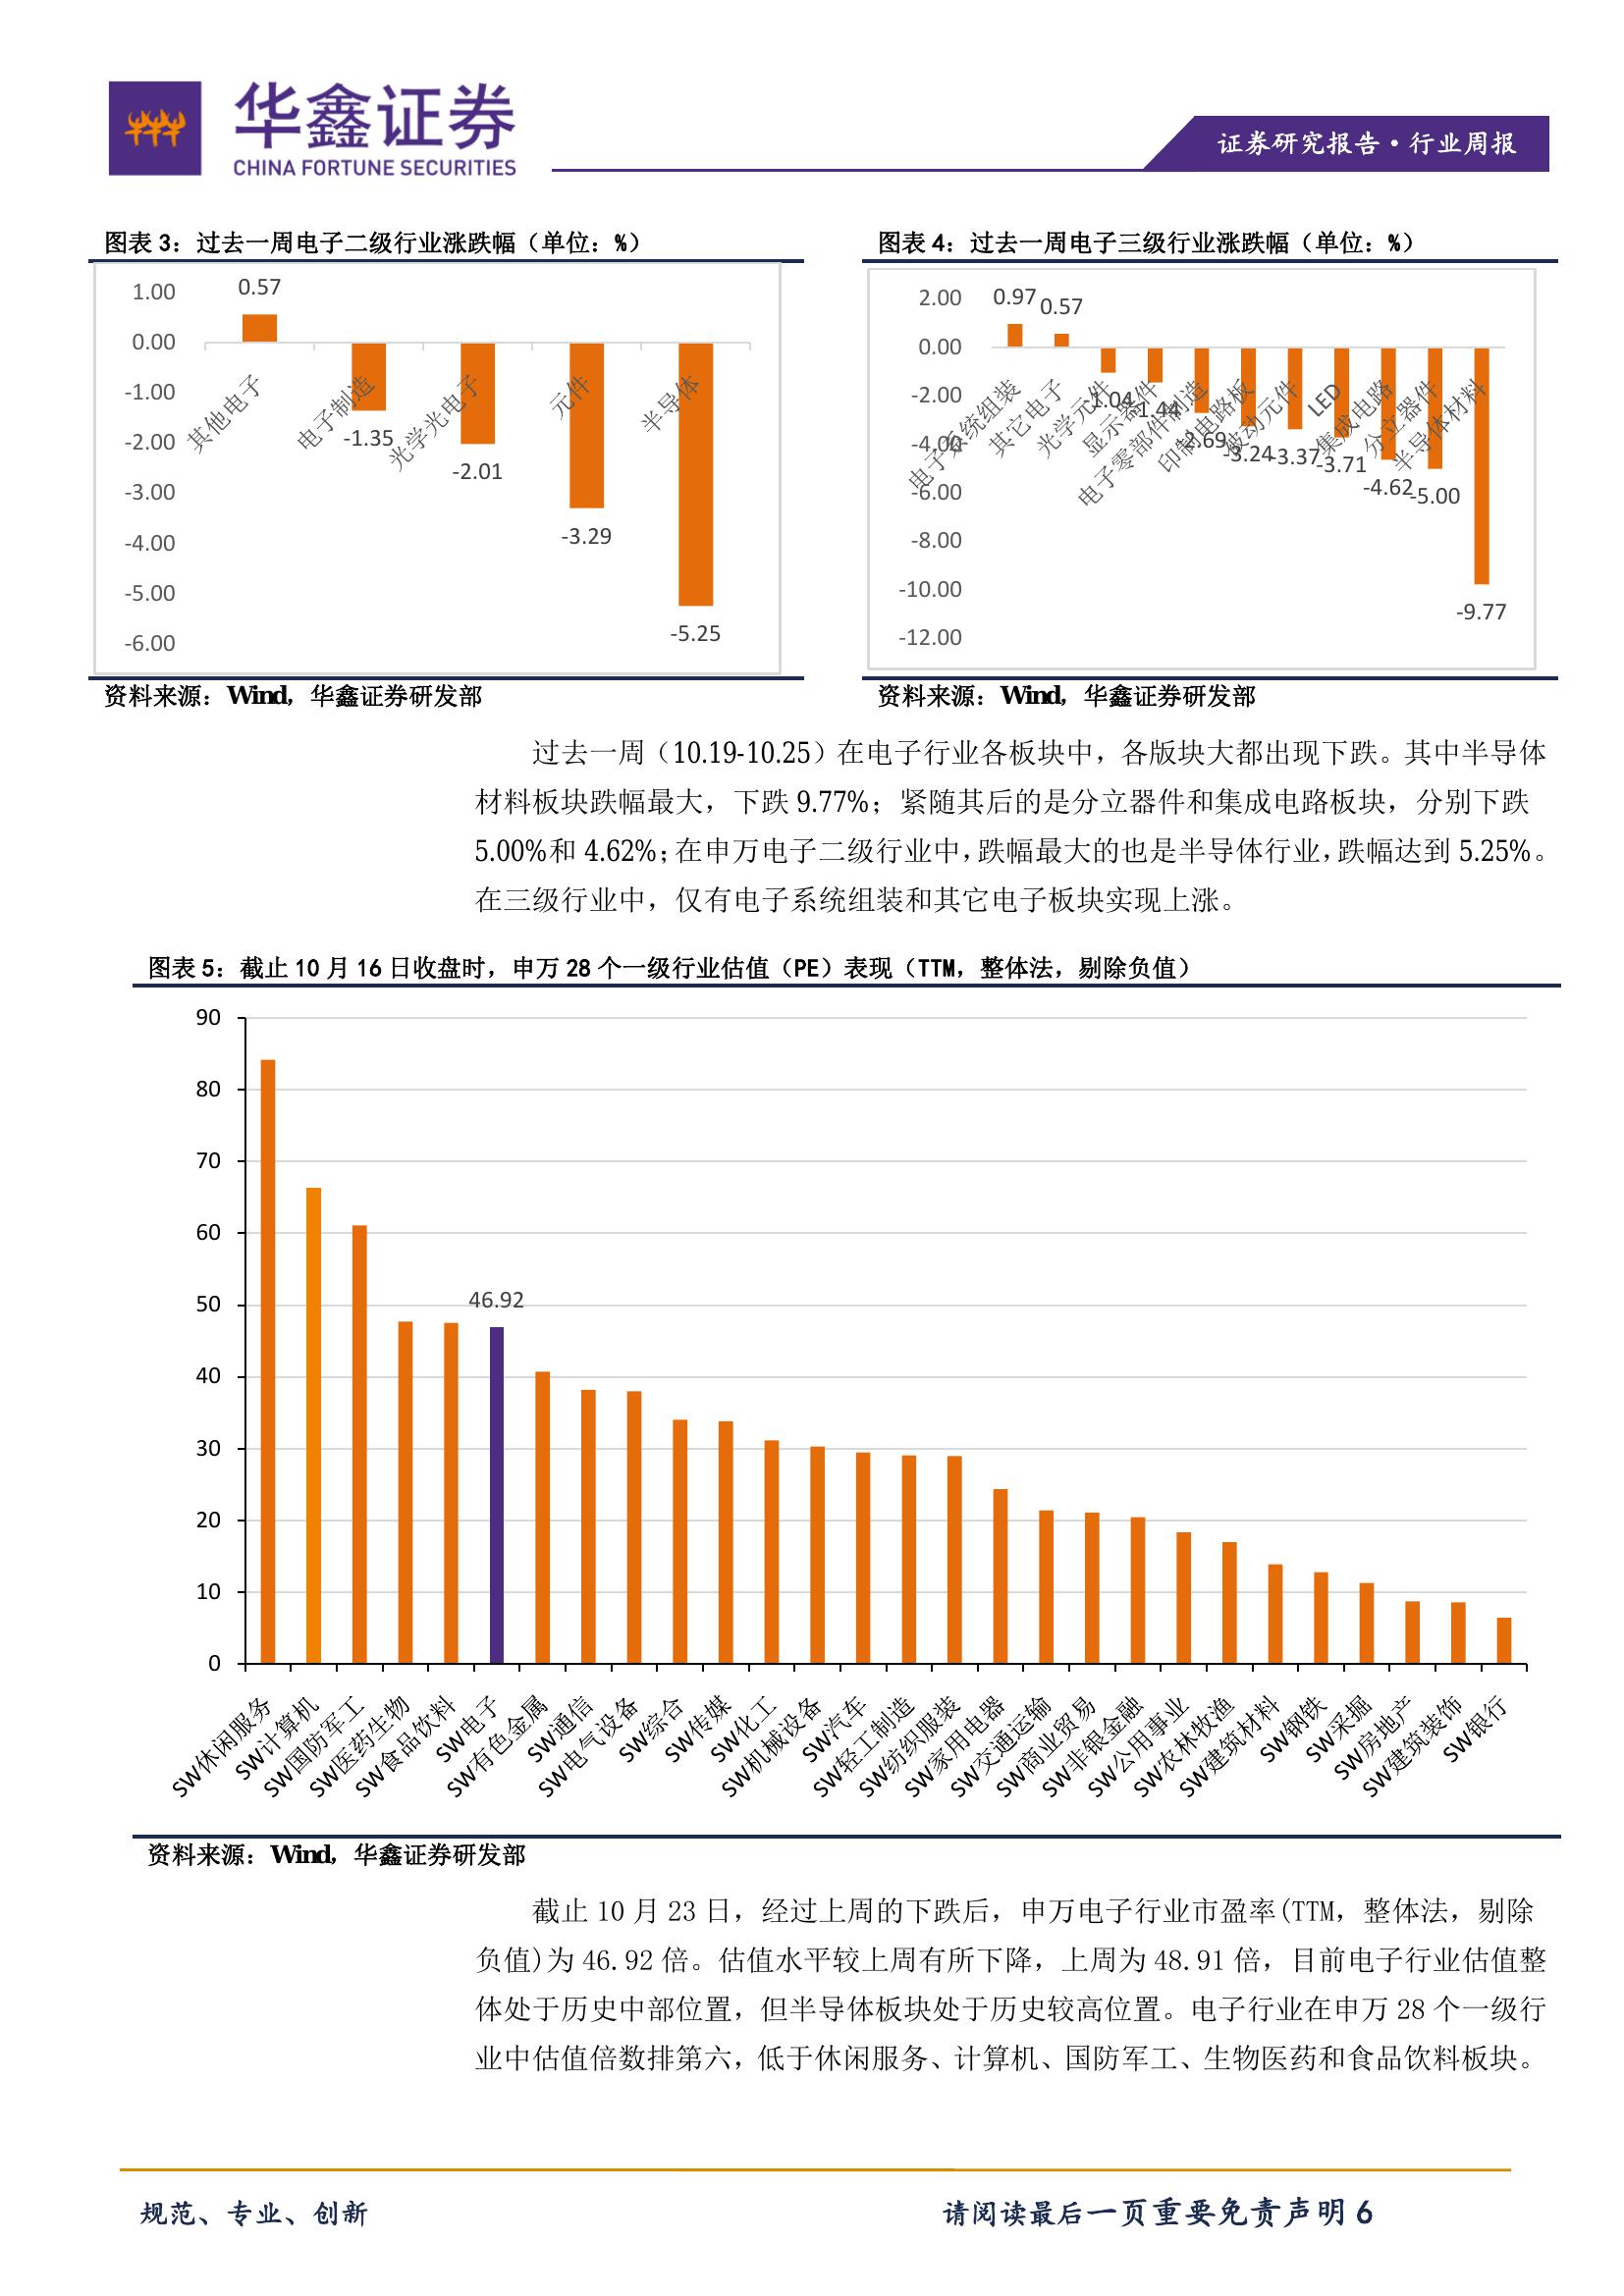 华鑫证券
CHINA FORTUNE SECURITIES
证券研究报告·行业周报
图表 3：过去一周电子二级行业涨跌幅（单位：%）
1.00
0.00
-1.00
-2.00
-3.00
-4.00
-5.00
-6.00
0.57
-1.35
-2.01
-3.29
-5.25
其他电子
电子制造
光学光电子
元件
半导体
资料来源：Wind，华鑫证券研发部
图表 4：过去一周电子三级行业涨跌幅（单位：%）
2.00
0.00
-2.00
-4.00
-6.00
-8.00
-10.00
-12.00
0.97
0.57
-1.04
-1.44
-2.69
-3.24
-3.37
-3.71
-4.62
-5.00
-9.77
电子系统组装
其它电子
光学元件
显示器件
电子零部件制造
印制电路板
被动元件
LED
集成电路
分立器件
半导体材料
资料来源：Wind，华鑫证券研发部
过去一周（10.19-10.25）在电子行业各板块中，各版块大都出现下跌。其中半导体
材料板块跌幅最大，下跌 9.77%；紧随其后的是分立器件和集成电路板块，分别下跌
5.00%和 4.62%；在申万电子二级行业中，跌幅最大的也是半导体行业，跌幅达到 5.25%。
在三级行业中，仅有电子系统组装和其它电子板块实现上涨。
图表 5：截止 10 月 16 日收盘时，申万 28 个一级行业估值（PE）表现（TTM，整体法，剔除负值）
90
80
70
60
50
40
30
20
10
0
46.92
SW休闲服务
SW计算机
SW国防军工
SW医药生物
SW食品饮料
SW电子
SW有色金属
SW通信
SW电气设备
SW综合
SW传媒
SW化工
SW机械设备
SW汽车
SW轻工制造
SW纺织服装
SW家用电器
SW交通运输
SW商业贸易
SW非银金融
SW公用事业
SW农林牧渔
SW建筑材料
SW钢铁
SW采掘
SW房地产
SW建筑装饰
SW银行
资料来源：Wind，华鑫证券研发部
截止 10 月 23 日，经过上周的下跌后，申万电子行业市盈率(TTM，整体法，剔除
负值)为 46.92 倍。估值水平较上周有所下降，上周为 48.91 倍，目前电子行业估值整
体处于历史中部位置，但半导体板块处于历史较高位置。电子行业在申万 28 个一级行
业中估值倍数排第六，低于休闲服务、计算机、国防军工、生物医药和食品饮料板块。
规范、专业、创新
请阅读最后一页重要免责声明 6